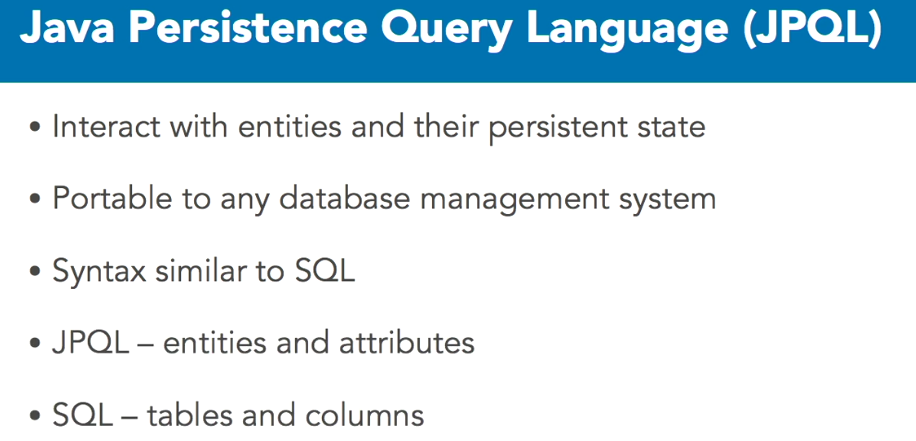 Java Persistence Query Language (JPQL)
• Interact with entities and their persistent state
• Portable to any database management system
• Syntax similar to SQL
• JPQL – entities and attributes
• SQL – tables and columns